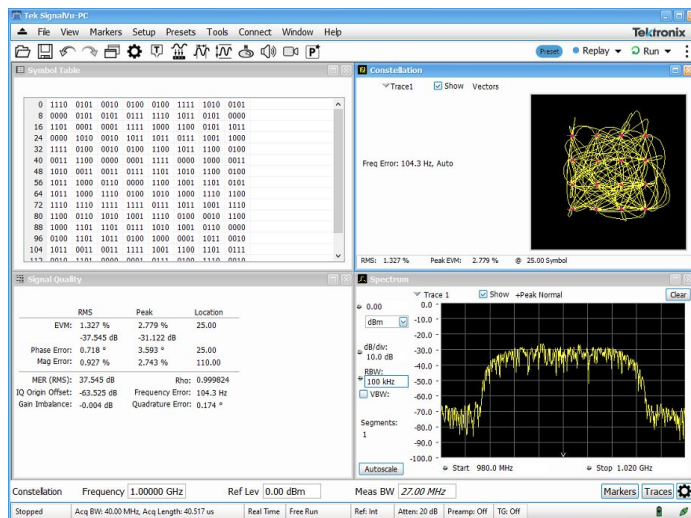 Tek SignalVu-PC
File View Markers Setup Presets Tools Connect Window Help
Tektronix
Preset Replay Run
Symbol Table
0 1110 0101 0010 0100 0100 1111 1010 0101
8 0000 0101 0101 0111 1110 1011 0101 0000
16 1101 0001 0001 1111 1000 1100 0101 1011
24 0000 1010 0010 1011 1011 0111 1001 1001
32 1111 0100 0010 0100 1011 0110 1101 1000
40 0011 1100 0000 0001 1111 0000 1000 0011
48 1010 0011 0011 0111 1101 1011 1100 0100
56 1011 1000 0110 0000 1100 1001 1101 0101
64 1011 1000 1110 0100 1010 1000 1110 1100
72 1110 1110 1111 1111 0111 1011 1001 1101
80 1100 0110 1010 1001 1110 0100 0010 1100
88 1000 1101 1101 0111 0101 1010 0110 0000
96 0100 1101 1011 0100 1000 0001 1011 0010
104 1011 0011 0011 1111 1001 1100 1101 0111
Constellation
Trace1 Show Vectors
Freq Error: 104.3 Hz, Auto
RMS: 1.327 % Peak EVM: 2.779 % @ 25.00 Symbol
Signal Quality
RMS Peak Location
EVM: 1.327 % 2.779 % 25.00
-37.545 dB -31.122 dB
Phase Error: 0.718 ° 3.593 ° 25.00
Mag Error: 0.927 % 2.743 % 110.00
MER (RMS): 37.545 dB Rho: 0.999824
IQ Origin Offset: -63.525 dB Frequency Error: 104.3 Hz
Gain Imbalance: -0.004 dB Quadrature Error: 0.174 °
Spectrum
Trace 1 Show +Peak Normal Clear
0.00
dBm
dB/div:
10.0 dB
RBW:
100 kHz
VBW:
Segments:
1
Autoscale
0.0
-10.0
-20.0
-30.0
-40.0
-50.0
-60.0
-70.0
-80.0
-90.0
-100.0
Start 980.0 MHz Stop 1.020 GHz
Constellation Frequency 1.00000 GHz Ref Lev 0.00 dBm Meas BW 27.00 MHz Markers Traces
Stopped Acq BW: 40.00 MHz, Acq Length: 40.517 us Real Time Free Run Ref: Int Atten: 20 dB Preamp: Off TG: Off